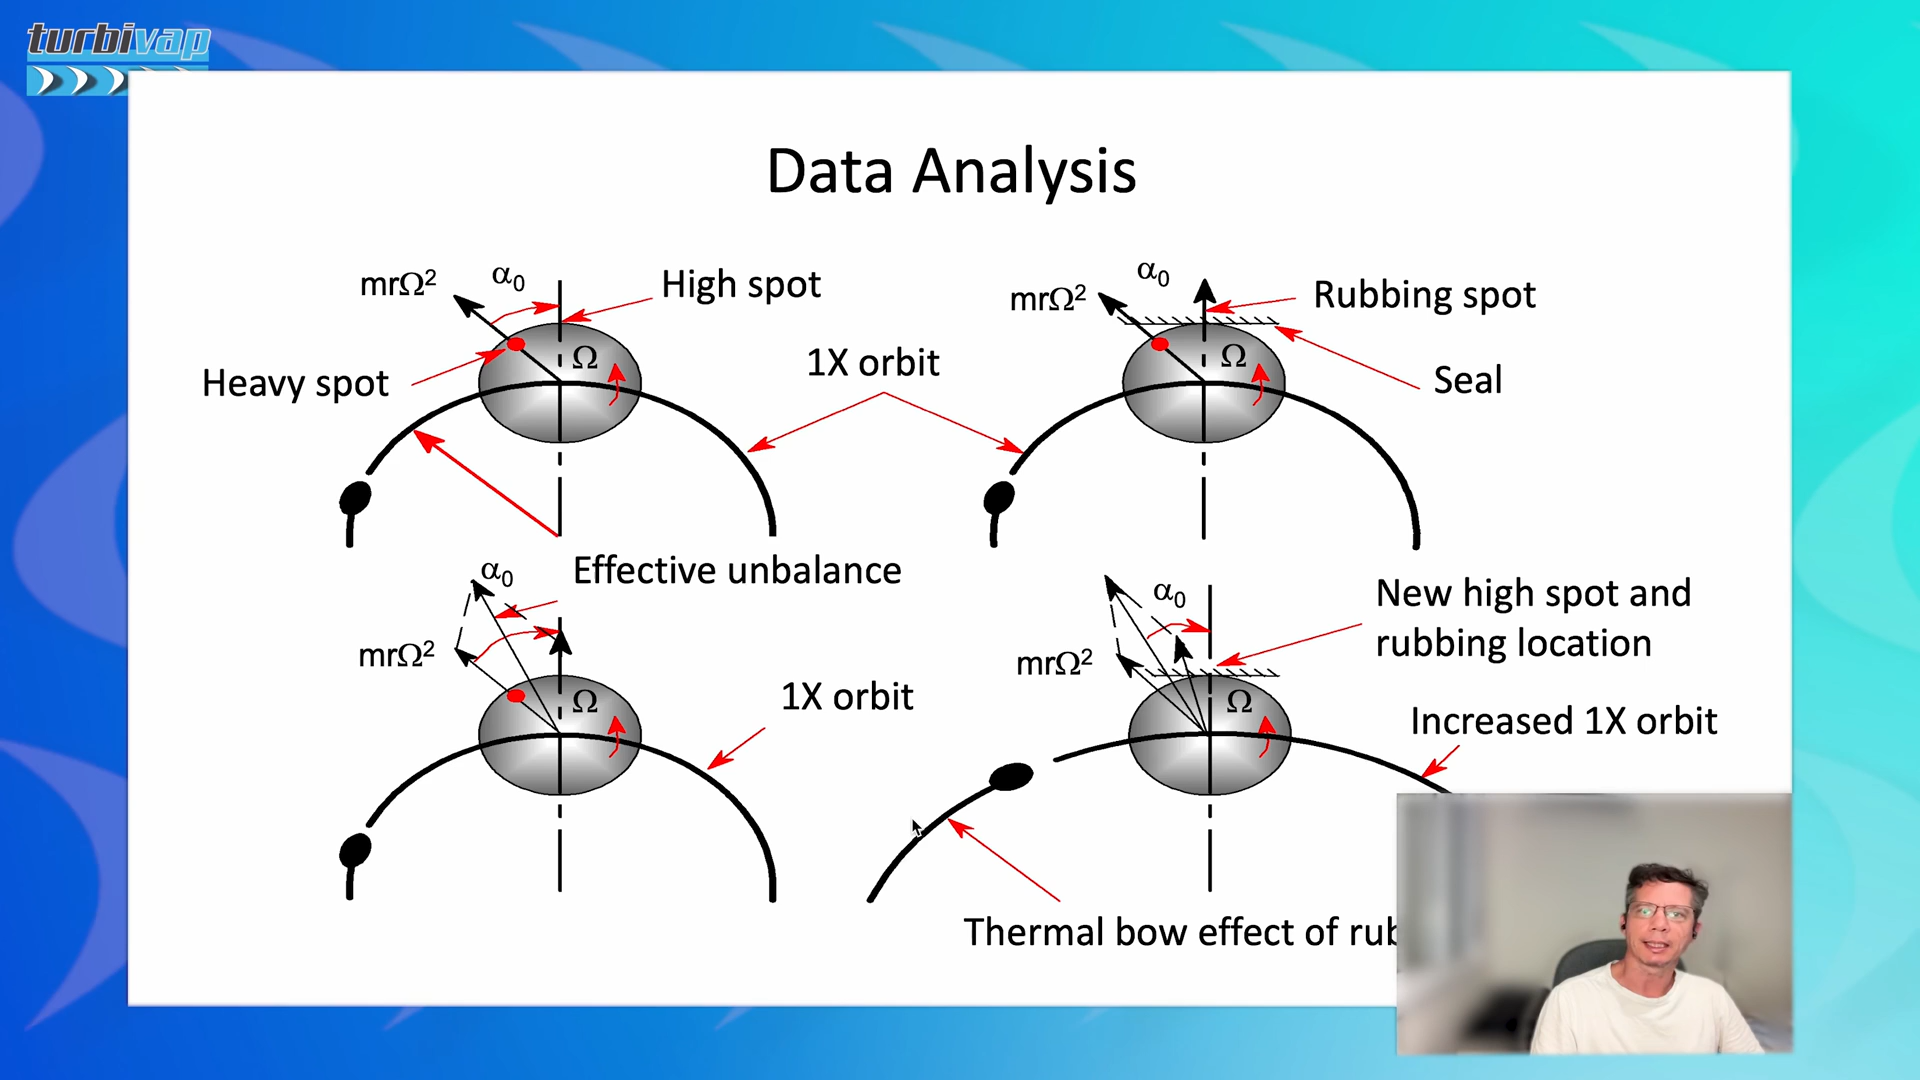 turbivap
Data Analysis
mrΩ²
α₀
High spot
Ω
Heavy spot
1X orbit
mrΩ²
α₀
Rubbing spot
Ω
Seal
α₀
Effective unbalance
mrΩ²
Ω
1X orbit
α₀
New high spot and
rubbing location
mrΩ²
Ω
Increased 1X orbit
Thermal bow effect of